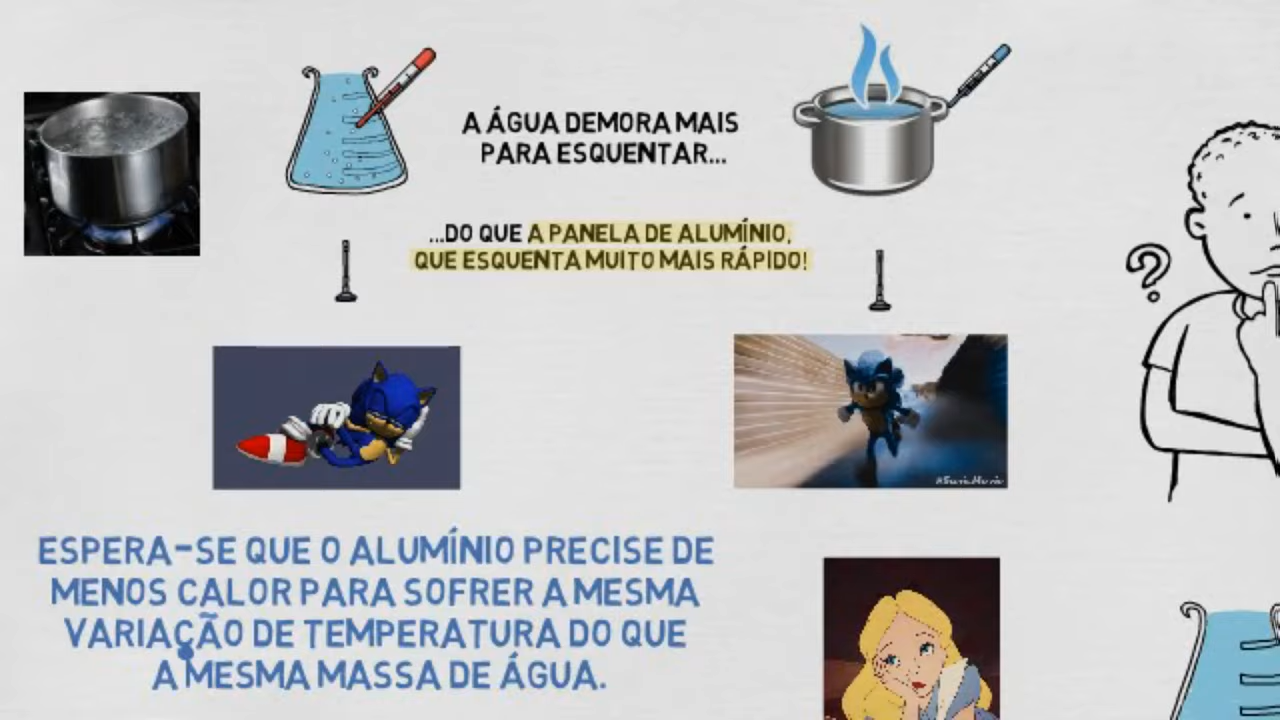 A ÁGUA DEMORA MAIS
PARA ESQUENTAR...
...DO QUE A PANELA DE ALUMÍNIO,
QUE ESQUENTA MUITO MAIS RÁPIDO!
ESPERA-SE QUE O ALUMÍNIO PRECISE DE
MENOS CALOR PARA SOFRER A MESMA
VARIAÇÃO DE TEMPERATURA DO QUE
A MESMA MASSA DE ÁGUA.